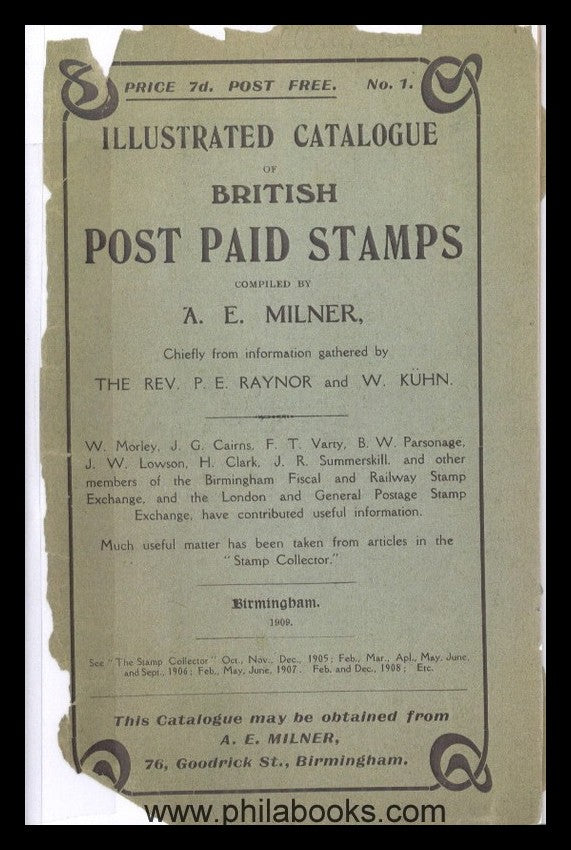 PRICE 7d. POST FREE. No. 1.
ILLUSTRATED CATALOGUE
OF
BRITISH
POST PAID STAMPS
COMPILED BY
A. E. MILNER,
Chiefly from information gathered by
THE REV. P. E. RAYNOR and W. KÜHN.
W. Morley, J. G. Cairns, F. T. Varty, B. W. Parsonage,
J. W. Lowson, H. Clark, J. R. Summerskill, and other
members of the Birmingham Fiscal and Railway Stamp
Exchange, and the London and General Postage Stamp
Exchange, have contributed useful information.
Much useful matter has been taken from articles in the
"Stamp Collector."
Birmingham.
1909.
See "The Stamp Collector" Oct., Nov., Dec., 1905; Feb., Mar., Apl., May, June,
and Sept., 1906; Feb., May, June, 1907. Feb. and Dec., 1908; Etc.
This Catalogue may be obtained from
A. E. MILNER,
76, Goodrick St., Birmingham.
www.philabooks.com